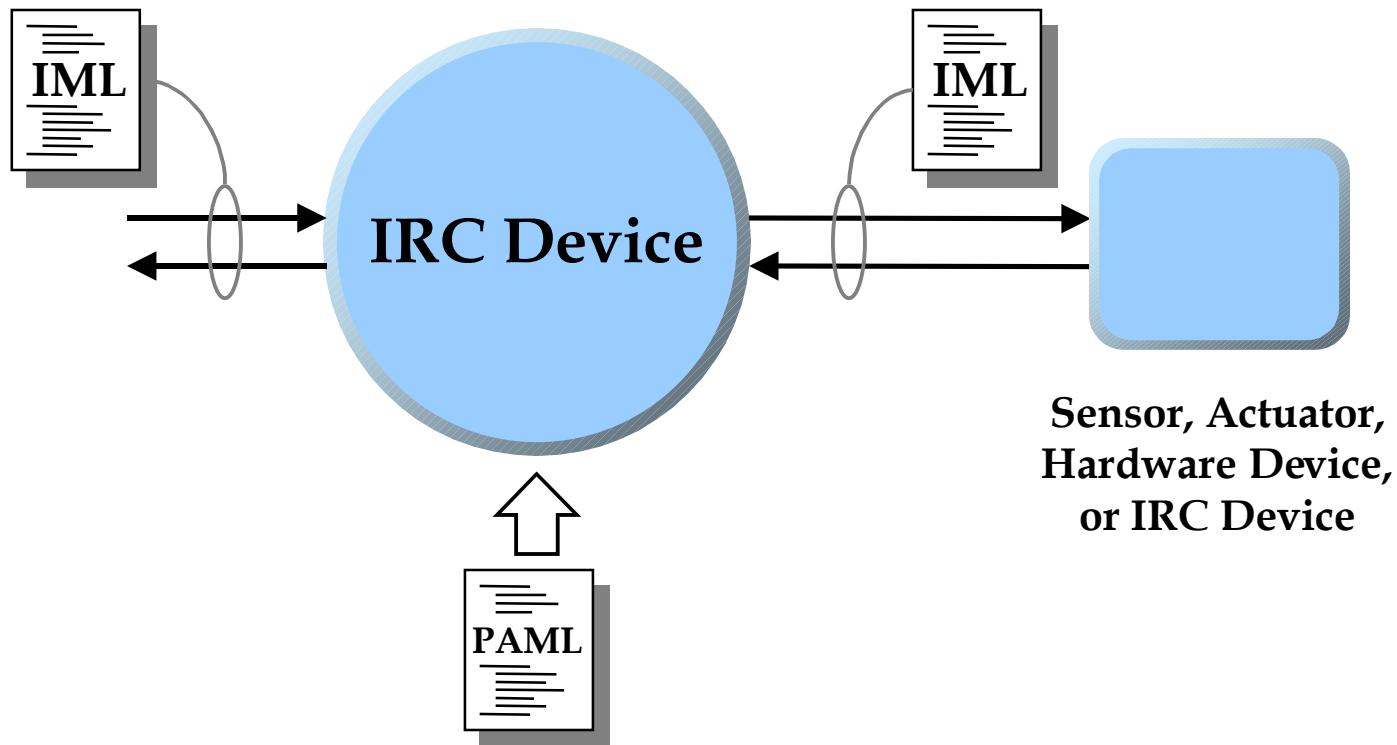 IML
IML
IRC Device
Sensor, Actuator,
Hardware Device,
or IRC Device
PAML